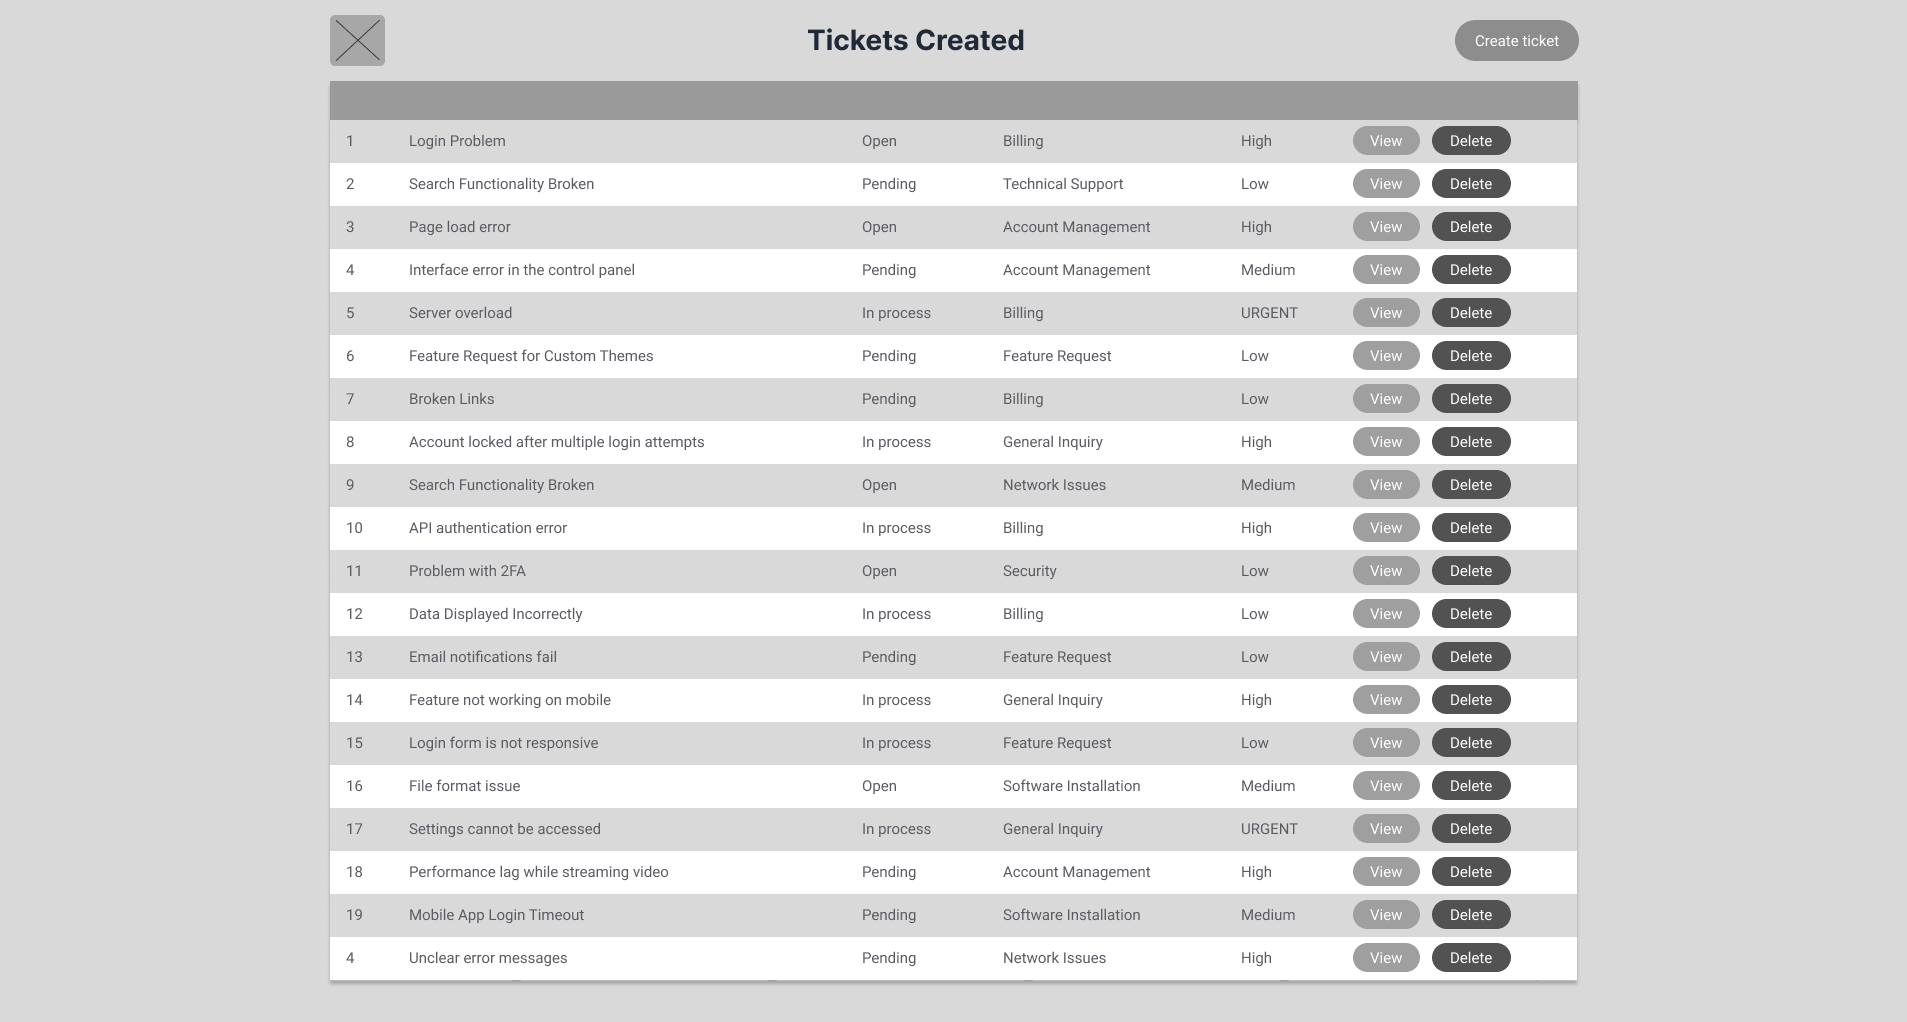 Tickets Created
Create ticket
1 Login Problem Open Billing High View Delete
2 Search Functionality Broken Pending Technical Support Low View Delete
3 Page load error Open Account Management High View Delete
4 Interface error in the control panel Pending Account Management Medium View Delete
5 Server overload In process Billing URGENT View Delete
6 Feature Request for Custom Themes Pending Feature Request Low View Delete
7 Broken Links Pending Billing Low View Delete
8 Account locked after multiple login attempts In process General Inquiry High View Delete
9 Search Functionality Broken Open Network Issues Medium View Delete
10 API authentication error In process Billing High View Delete
11 Problem with 2FA Open Security Low View Delete
12 Data Displayed Incorrectly In process Billing Low View Delete
13 Email notifications fail Pending Feature Request Low View Delete
14 Feature not working on mobile In process General Inquiry High View Delete
15 Login form is not responsive In process Feature Request Low View Delete
16 File format issue Open Software Installation Medium View Delete
17 Settings cannot be accessed In process General Inquiry URGENT View Delete
18 Performance lag while streaming video Pending Account Management High View Delete
19 Mobile App Login Timeout Pending Software Installation Medium View Delete
4 Unclear error messages Pending Network Issues High View Delete